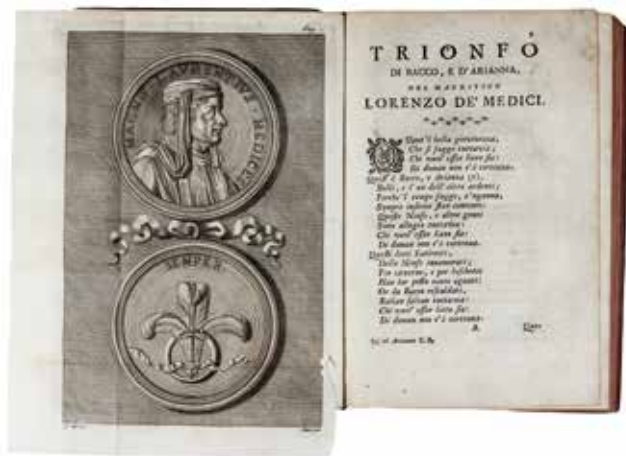 MAGNVS LAVRENTIVS MEDICES
SEMPER
TRIONFO
DI BACCO, E D'ARIANNA,
DEL MAGNIFICO
LORENZO DE' MEDICI.
Quant'è bella giovinezza,
Che si fugge tuttavia;
Chi vuol' esser lieto sia:
Di doman non c'è certezza.
Quest'è Bacco, e Arianna
Belli, e l'un dell'altro ardenti;
Perchè 'l tempo fugge, e 'nganna,
Sempre insieme stan contenti:
Queste Ninfe, e altre genti
Sono allegre tuttavia:
Chi vuol' esser lieto sia:
Di doman non c'è certezza.
Questi lieti Satiretti,
Delle Ninfe innamorati,
Per caverne, e per boschetti
Han lor posto cento aguati:
Or da Bacco riscaldati,
Ballan saltan tuttavia:
Chi vuol' esser lieto sia:
Di doman non c'è certezza.
A